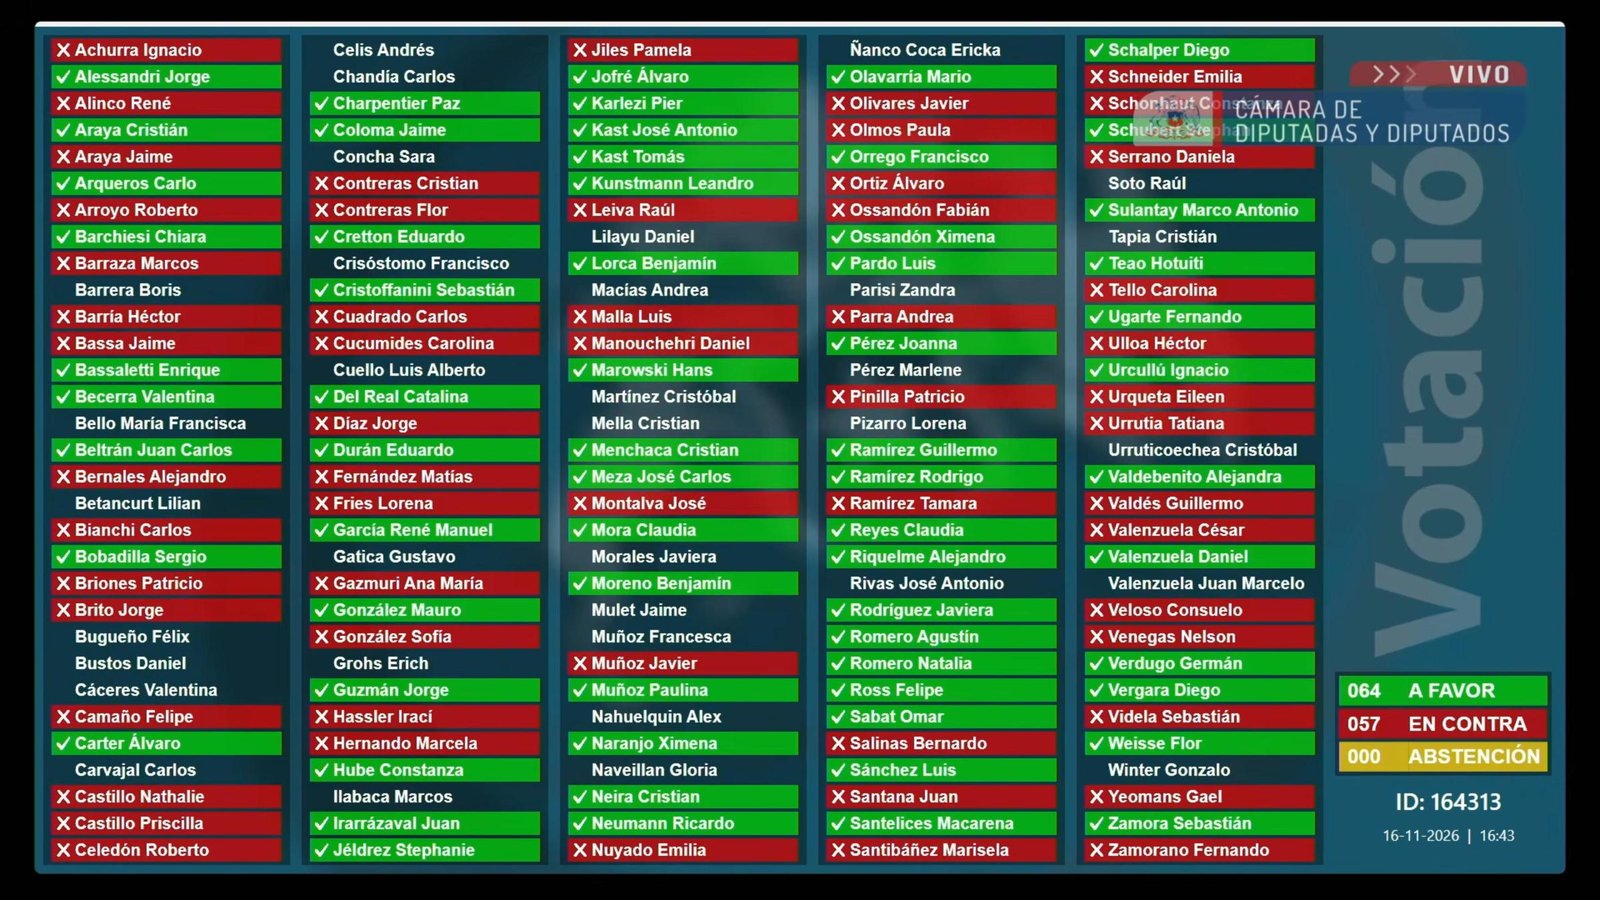 ✗ Achurra Ignacio
✓ Alessandri Jorge
✗ Alinco René
✓ Araya Cristián
✗ Araya Jaime
✓ Arqueros Carlo
✗ Arroyo Roberto
✓ Barchiesi Chiara
✗ Barraza Marcos
Barrera Boris
✗ Barría Héctor
✗ Bassa Jaime
✓ Bassaletti Enrique
✓ Becerra Valentina
Bello María Francisca
✓ Beltrán Juan Carlos
✗ Bernales Alejandro
Betancurt Lilian
✗ Bianchi Carlos
✓ Bobadilla Sergio
✗ Briones Patricio
✗ Brito Jorge
Bugueño Félix
Bustos Daniel
Cáceres Valentina
✗ Camaño Felipe
✓ Carter Álvaro
Carvajal Carlos
✗ Castillo Nathalie
✗ Castillo Priscilla
✗ Celedón Roberto
Celis Andrés
Chandía Carlos
✓ Charpentier Paz
✓ Coloma Jaime
Concha Sara
✗ Contreras Cristian
✗ Contreras Flor
✓ Cretton Eduardo
Crisóstomo Francisco
✓ Cristoffanini Sebastián
✗ Cuadrado Carlos
✗ Cucumides Carolina
Cuello Luis Alberto
✓ Del Real Catalina
✗ Díaz Jorge
✓ Durán Eduardo
✗ Fernández Matías
✗ Fries Lorena
✓ García René Manuel
Gatica Gustavo
✗ Gazmuri Ana María
✓ González Mauro
✗ González Sofía
Grohs Erich
✓ Guzmán Jorge
✗ Hassler Irací
✗ Hernando Marcela
✓ Hube Constanza
Ilabaca Marcos
✓ Irarrázaval Juan
✓ Jéldrez Stephanie
✗ Jiles Pamela
✓ Jofré Álvaro
✓ Karlezi Pier
✓ Kast José Antonio
✓ Kast Tomás
✓ Kunstmann Leandro
✗ Leiva Raúl
Lilayu Daniel
✓ Lorca Benjamín
Macías Andrea
✗ Malla Luis
✗ Manouchehri Daniel
✓ Marowski Hans
Martínez Cristóbal
Mella Cristian
✓ Menchaca Cristian
✓ Meza José Carlos
✗ Montalva José
✓ Mora Claudia
Morales Javiera
✓ Moreno Benjamín
Mulet Jaime
Muñoz Francesca
✗ Muñoz Javier
✓ Muñoz Paulina
Nahuelquin Alex
✓ Naranjo Ximena
Naveillan Gloria
✓ Neira Cristian
✓ Neumann Ricardo
✗ Nuyado Emilia
Ñanco Coca Ericka
✓ Olavarría Mario
✗ Olivares Javier
✗ Olmos Paula
✓ Orrego Francisco
✗ Ortiz Álvaro
✗ Ossandón Fabián
✓ Ossandón Ximena
✓ Pardo Luis
Parisi Zandra
✗ Parra Andrea
✓ Pérez Joanna
Pérez Marlene
✗ Pinilla Patricio
Pizarro Lorena
✓ Ramírez Guillermo
✓ Ramírez Rodrigo
✗ Ramírez Tamara
✓ Reyes Claudia
✓ Riquelme Alejandro
Rivas José Antonio
✓ Rodríguez Javiera
✓ Romero Agustín
✓ Romero Natalia
✓ Ross Felipe
✓ Sabat Omar
✗ Salinas Bernardo
✓ Sánchez Luis
✗ Santana Juan
✓ Santelices Macarena
✗ Santibáñez Marisela
✓ Schalper Diego
✗ Schneider Emilia
✗ Schonhaut
✓ Schubert
✗ Serrano Daniela
Soto Raúl
✓ Sulantay Marco Antonio
Tapia Cristián
✓ Teao Hotuiti
✗ Tello Carolina
✓ Ugarte Fernando
✗ Ulloa Héctor
✓ Urcullú Ignacio
✗ Urqueta Eileen
✗ Urrutia Tatiana
Urruticoechea Cristóbal
✓ Valdebenito Alejandra
✗ Valdés Guillermo
✗ Valenzuela César
✓ Valenzuela Daniel
Valenzuela Juan Marcelo
✗ Veloso Consuelo
✗ Venegas Nelson
✓ Verdugo Germán
✓ Vergara Diego
✗ Videla Sebastián
✓ Weisse Flor
Winter Gonzalo
✗ Yeomans Gael
✓ Zamora Sebastián
✗ Zamorano Fernando
>>> VIVO
CÁMARA DE
DIPUTADAS Y DIPUTADOS
Votación
064 A FAVOR
057 EN CONTRA
000 ABSTENCIÓN
ID: 164313
16-11-2026 | 16:43